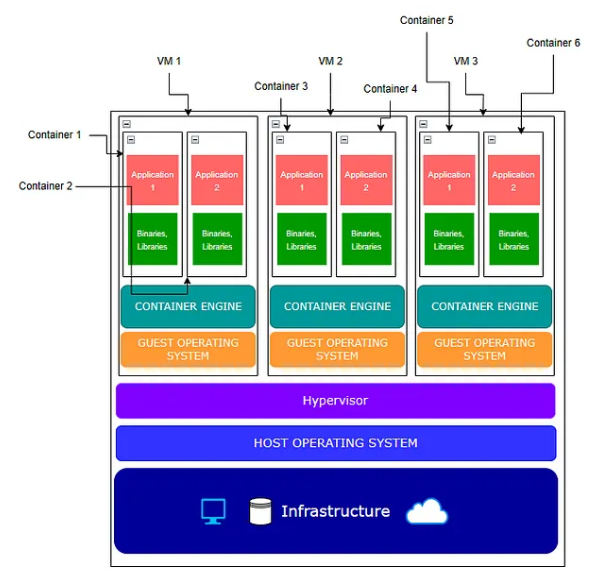 Container 5
Container 6
VM 1
VM 2
VM 3
Container 3
Container 4
Container 1
Container 2
Application
1
Application
2
Application
1
Application
2
Application
1
Application
2
Binaries,
Libraries
Binaries,
Libraries
Binaries,
Libraries
Binaries,
Libraries
Binaries,
Libraries
Binaries,
Libraries
CONTAINER ENGINE
CONTAINER ENGINE
CONTAINER ENGINE
GUEST OPERATING
SYSTEM
GUEST OPERATING
SYSTEM
GUEST OPERATING
SYSTEM
Hypervisor
HOST OPERATING SYSTEM
Infrastructure